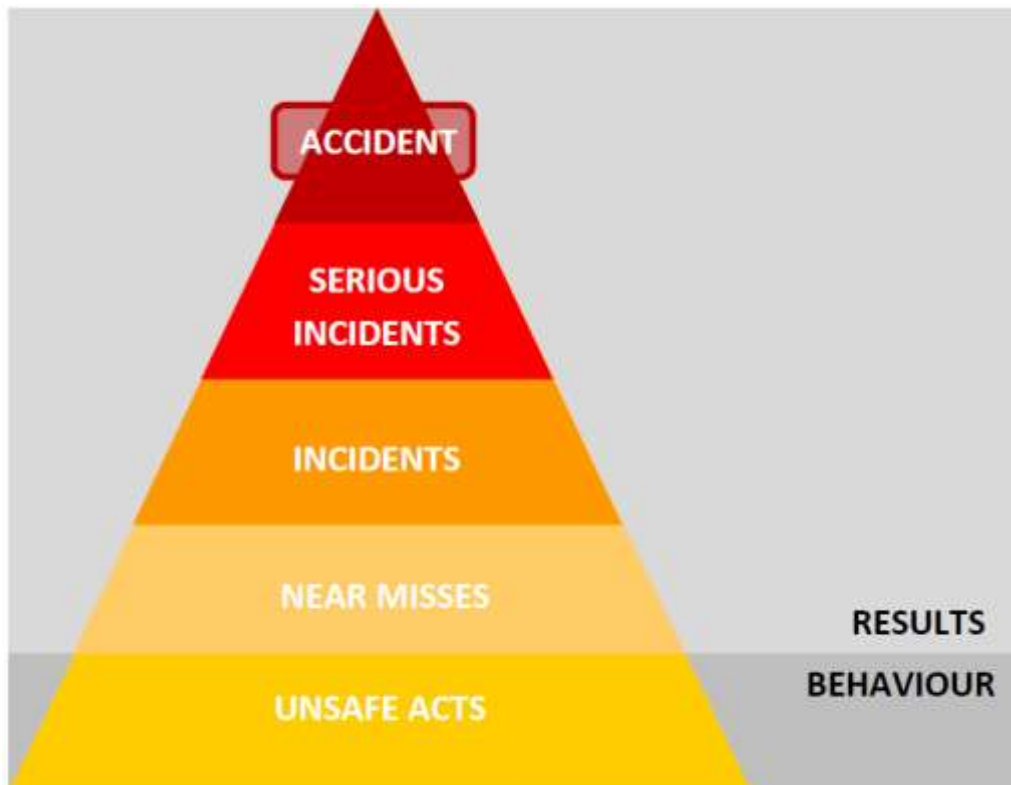 ACCIDENT
SERIOUS
INCIDENTS
INCIDENTS
NEAR MISSES
RESULTS
BEHAVIOUR
UNSAFE ACTS